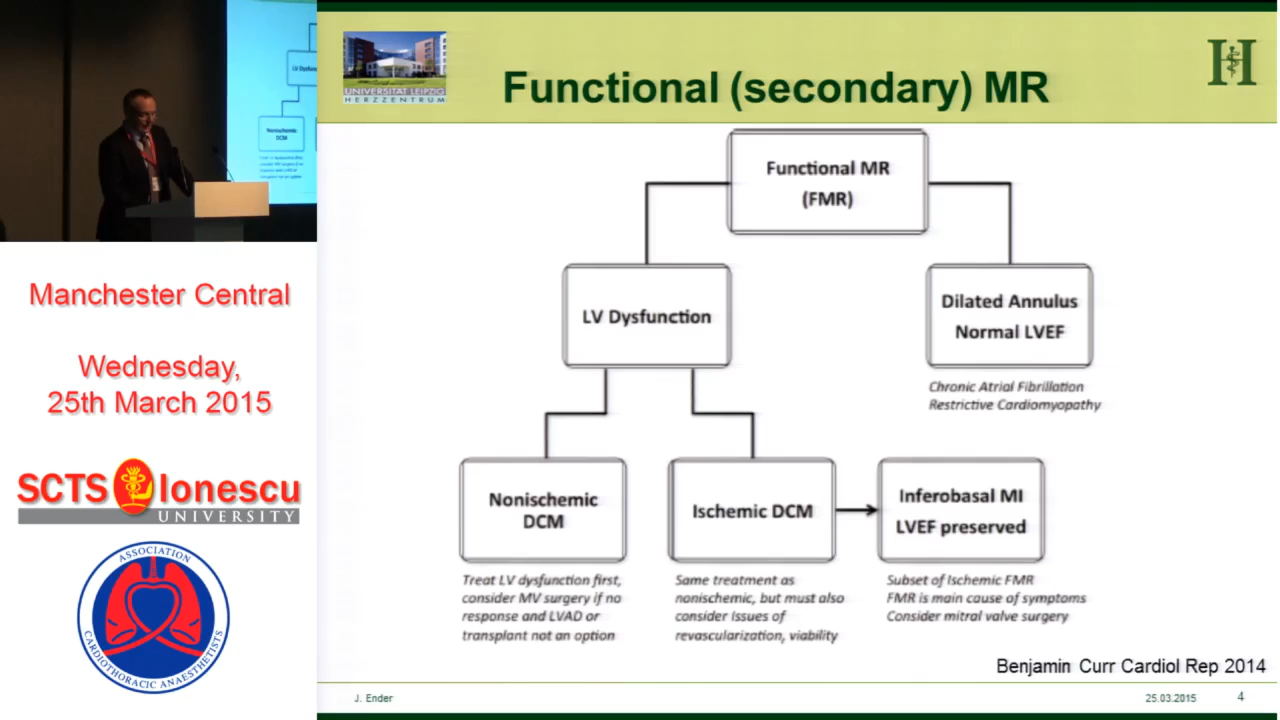 UNIVERSITÄT LEIPZIG
HERZZENTRUM
Functional (secondary) MR
H
Functional MR
(FMR)
LV Dysfunction
Dilated Annulus
Normal LVEF
Chronic Atrial Fibrillation
Restrictive Cardiomyopathy
Nonischemic
DCM
Ischemic DCM
Inferobasal MI
LVEF preserved
Treat LV dysfunction first,
consider MV surgery if no
response and LVAD or
transplant not an option
Same treatment as
nonischemic, but must also
consider Issues of
revascularization, viability
Subset of Ischemic FMR
FMR is main cause of symptoms
Consider mitral valve surgery
Benjamin Curr Cardiol Rep 2014
J. Ender
25.03.2015
4
LV Dysfung
Nonischemic
DCM
Manchester Central
Wednesday,
25th March 2015
SCTS Ionescu
UNIVERSITY
ASSOCIATION
CARDIOTHORACIC ANAESTHETISTS